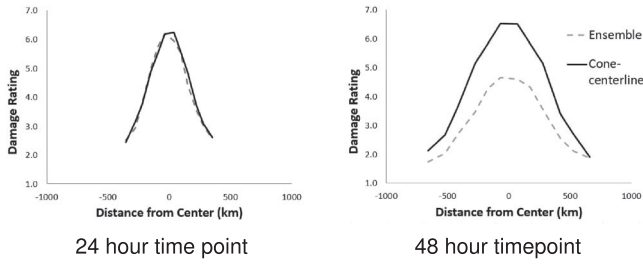 7.0
6.0
5.0
4.0
3.0
2.0
1.0
Damage Rating
-1000 -500 0 500 1000
Distance from Center (km)
24 hour time point
7.0
6.0
5.0
4.0
3.0
2.0
1.0
Damage Rating
-1000 -500 0 500 1000
Distance from Center (km)
Ensemble
Cone-
centerline
48 hour timepoint